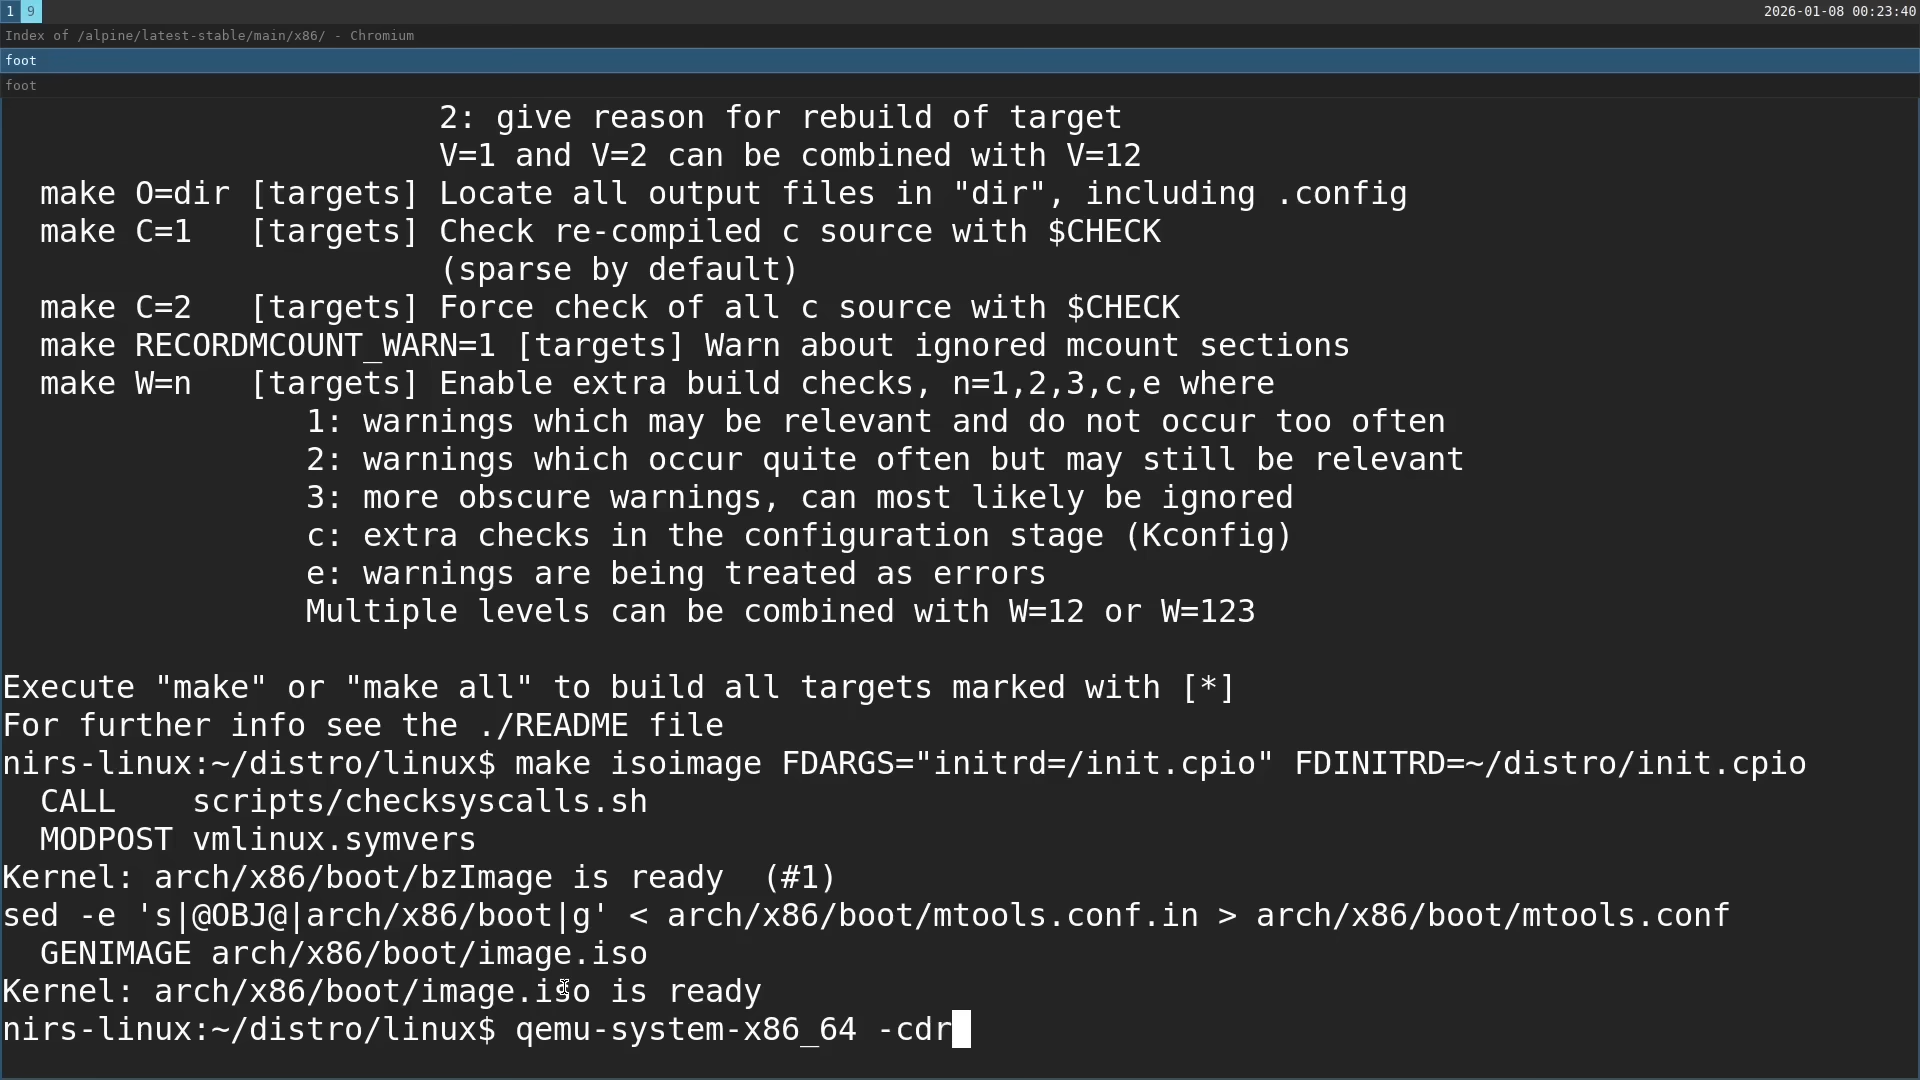 1 9 2026-01-08 00:23:40
Index of /alpine/latest-stable/main/x86/ - Chromium
foot
foot
2: give reason for rebuild of target
V=1 and V=2 can be combined with V=12
make O=dir [targets] Locate all output files in "dir", including .config
make C=1   [targets] Check re-compiled c source with $CHECK
(sparse by default)
make C=2   [targets] Force check of all c source with $CHECK
make RECORDMCOUNT_WARN=1 [targets] Warn about ignored mcount sections
make W=n   [targets] Enable extra build checks, n=1,2,3,c,e where
1: warnings which may be relevant and do not occur too often
2: warnings which occur quite often but may still be relevant
3: more obscure warnings, can most likely be ignored
c: extra checks in the configuration stage (Kconfig)
e: warnings are being treated as errors
Multiple levels can be combined with W=12 or W=123
Execute "make" or "make all" to build all targets marked with [*]
For further info see the ./README file
nirs-linux:~/distro/linux$ make isoimage FDARGS="initrd=/init.cpio" FDINITRD=~/distro/init.cpio
CALL    scripts/checksyscalls.sh
MODPOST vmlinux.symvers
Kernel: arch/x86/boot/bzImage is ready  (#1)
sed -e 's|@OBJ@|arch/x86/boot|g' < arch/x86/boot/mtools.conf.in > arch/x86/boot/mtools.conf
GENIMAGE arch/x86/boot/image.iso
Kernel: arch/x86/boot/image.iso is ready
nirs-linux:~/distro/linux$ qemu-system-x86_64 -cdr